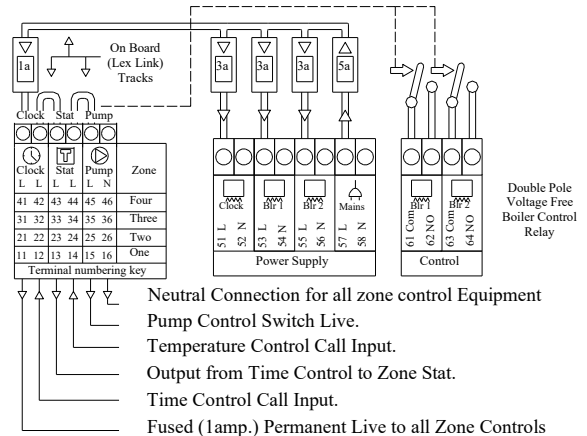 1a
On Board
(Lex Link)
Tracks
3a
3a
3a
5a
Clock Stat Pump
Clock Stat Pump Zone
L L L L L N
41 42 43 44 45 46 Four
31 32 33 34 35 36 Three
21 22 23 24 25 26 Two
11 12 13 14 15 16 One
Terminal numbering key
Clock Blr 1 Blr 2 Mains
51 L 52 N 53 L 54 N 55 L 56 N 57 L 58 N
Power Supply
Blr 1 Blr 2
61 Com 62 NO 63 Com 64 NO
Control
Double Pole
Voltage Free
Boiler Control
Relay
Neutral Connection for all zone control Equipment
Pump Control Switch Live.
Temperature Control Call Input.
Output from Time Control to Zone Stat.
Time Control Call Input.
Fused (1amp.) Permanent Live to all Zone Controls